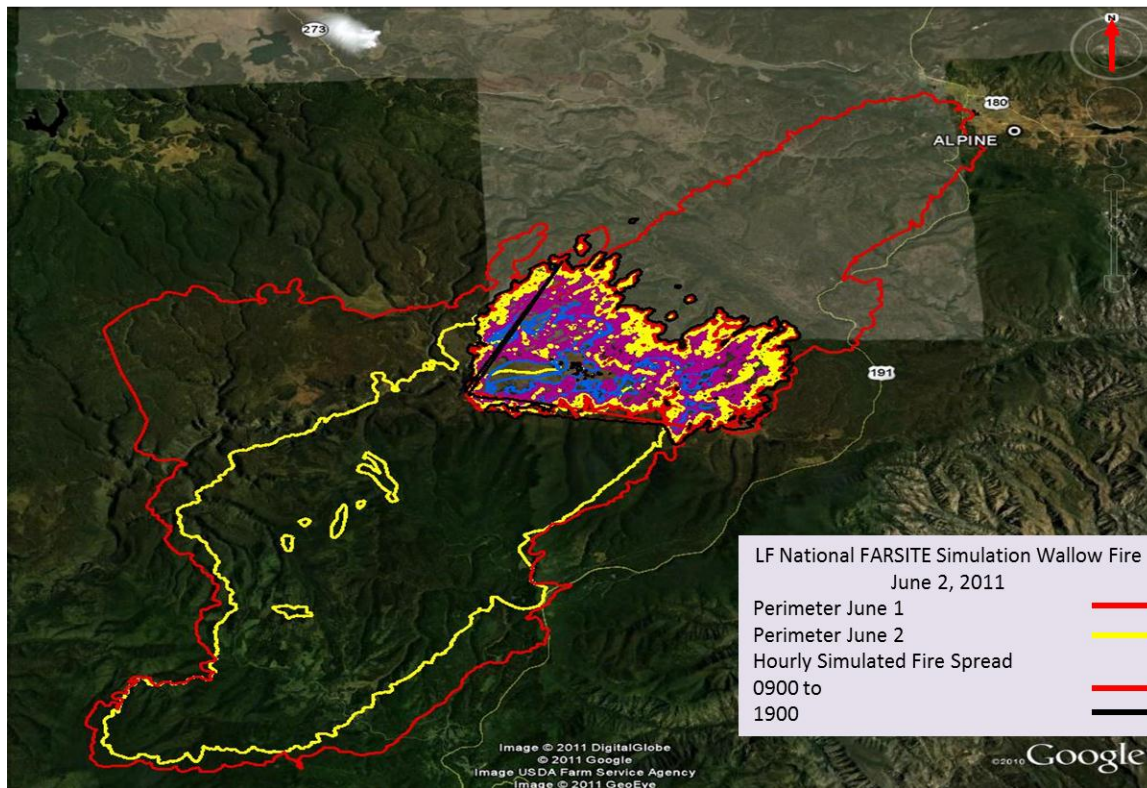 273
N
180
ALPINE
191
LF National FARSITE Simulation Wallow Fire
June 2, 2011
Perimeter June 1
Perimeter June 2
Hourly Simulated Fire Spread
0900 to
1900
Image © 2011 DigitalGlobe
© 2011 Google
Image USDA Farm Service Agency
Image © 2011 GeoEye
©2010 Google